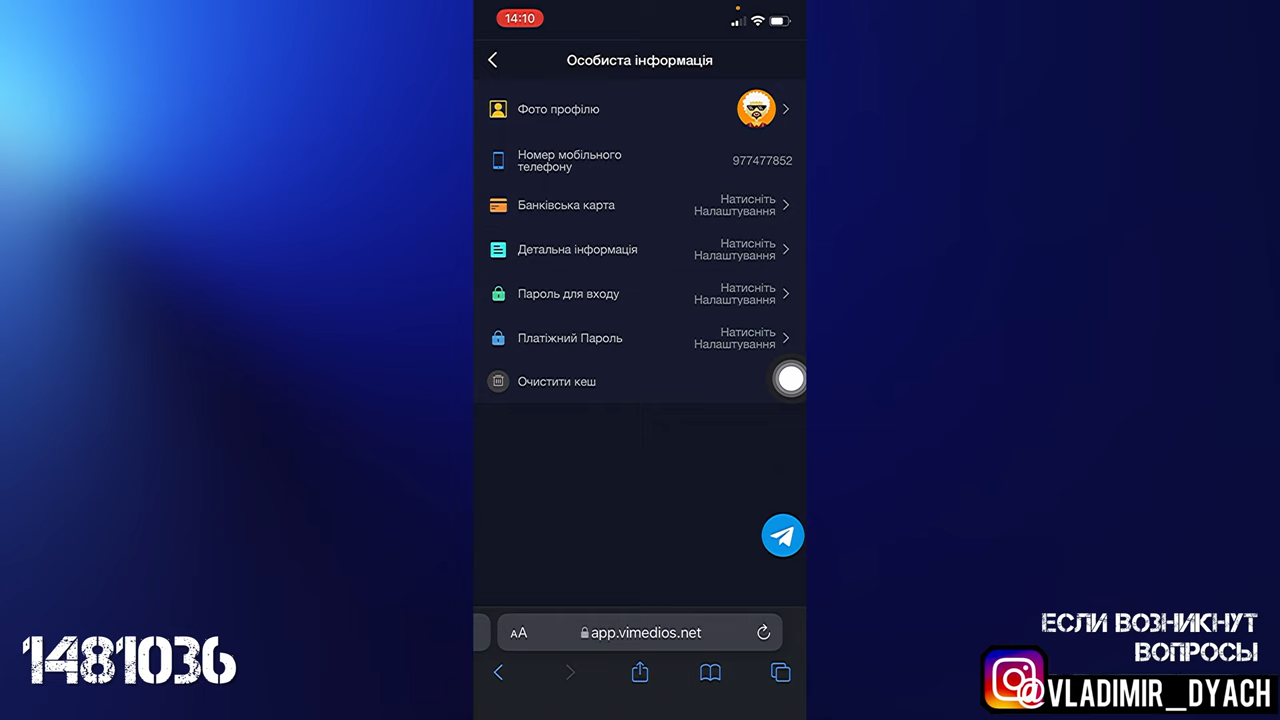 14:10
Особиста інформація
Фото профілю
Номер мобільного
телефону
977477852
Банківська карта
Натисніть
Налаштування
Детальна інформація
Натисніть
Налаштування
Пароль для входу
Натисніть
Налаштування
Платіжний Пароль
Натисніть
Налаштування
Очистити кеш
AA
app.vimedios.net
1481036
ЕСЛИ ВОЗНИКНУТ
ВОПРОСЫ
@VLADIMIR_DYACH